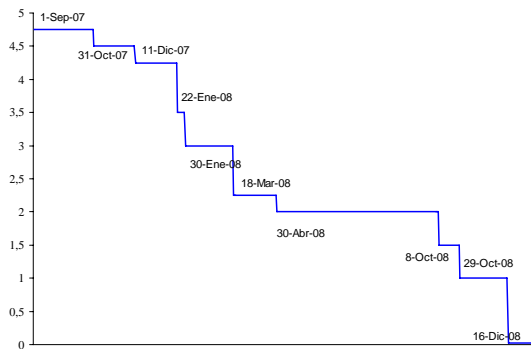 5
4,5
4
3,5
3
2,5
2
1,5
1
0,5
0
1-Sep-07
31-Oct-07
11-Dic-07
22-Ene-08
30-Ene-08
18-Mar-08
30-Abr-08
8-Oct-08
29-Oct-08
16-Dic-08